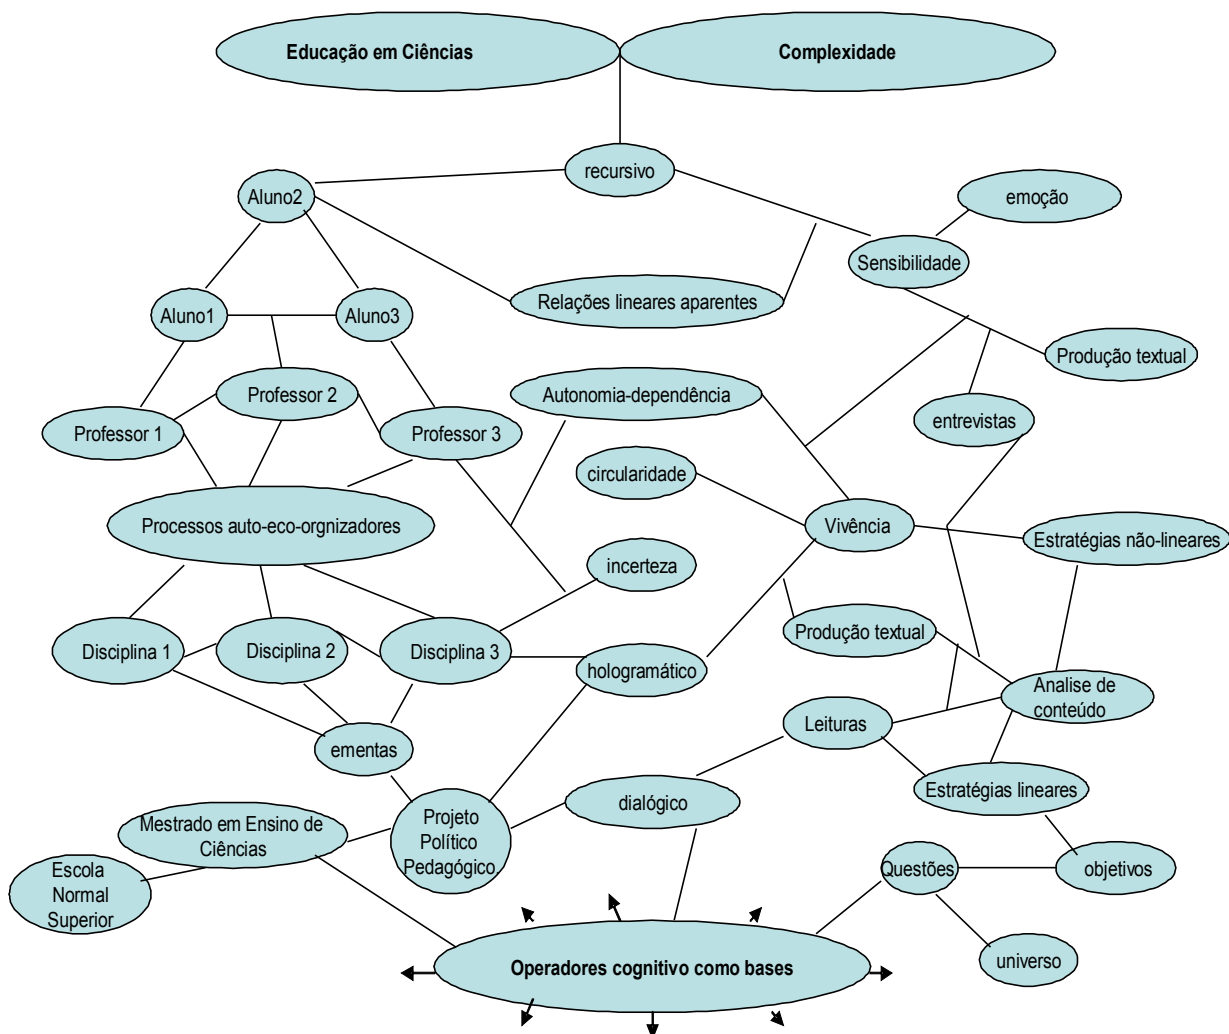 Educação em Ciências
Complexidade
recursivo
Aluno2
emoção
Sensibilidade
Relações lineares aparentes
Aluno1
Aluno3
Produção textual
Professor 2
Autonomia-dependência
entrevistas
Professor 1
Professor 3
circularidade
Processos auto-eco-orgnizadores
Vivência
Estratégias não-lineares
incerteza
Produção textual
Disciplina 1
Disciplina 2
Disciplina 3
hologramático
Analise de
conteúdo
Leituras
ementas
Estratégias lineares
dialógico
Projeto
Político
Pedagógico.
Mestrado em Ensino de
Ciências
Escola
Normal
Superior
Questões
objetivos
universo
Operadores cognitivo como bases